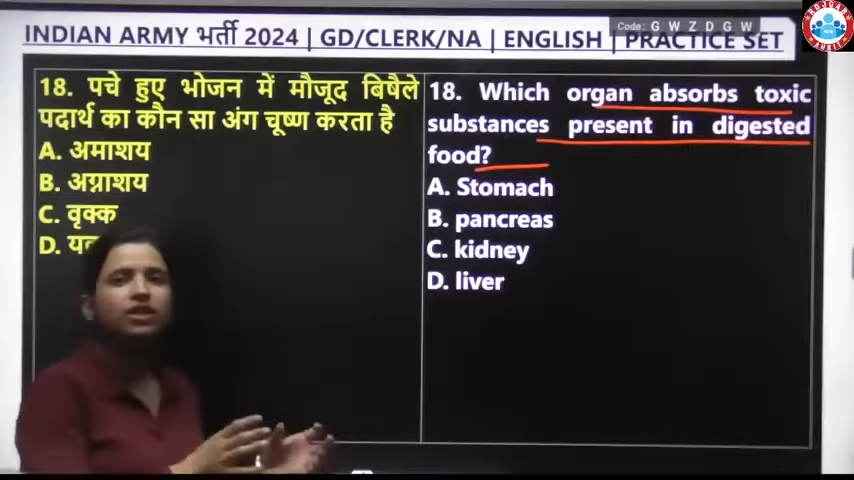 Code: G W Z D G W
INDIAN ARMY भर्ती 2024 | GD/CLERK/NA | ENGLISH | PRACTICE SET
18. पचे हुए भोजन में मौजूद बिषैले
पदार्थ का कौन सा अंग चूष्ण करता है
A. अमाशय
B. अग्नाशय
C. वृक्क
D.
18. Which organ absorbs toxic
substances present in digested
food?
A. Stomach
B. pancreas
C. kidney
D. liver